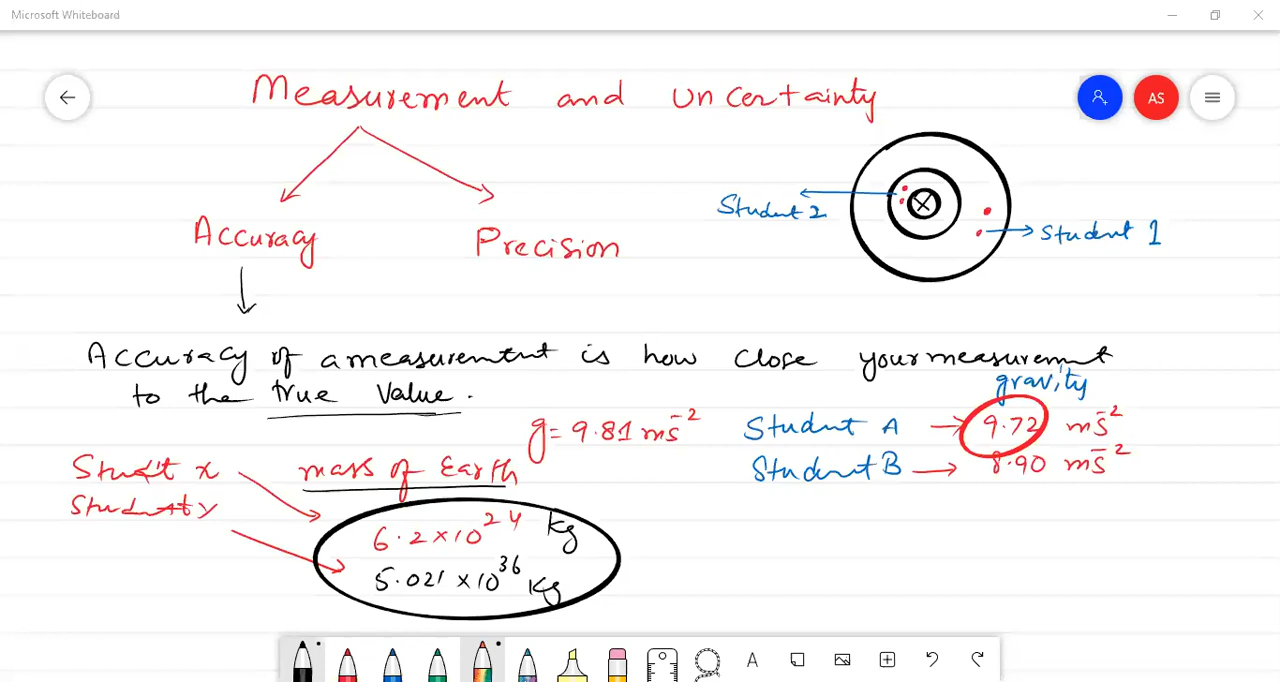 Microsoft Whiteboard
Measurement and uncertainty
AS
Accuracy
Precision
Student 2
Student 1
Accuracy of a measurement is how close your measurement
to the true value.
gravity
g = 9.81 ms⁻²
Student A → 9.72 ms⁻²
Student B → 8.90 ms⁻²
Student x
Student y
mass of Earth
6.2 × 10²⁴ kg
5.021 × 10³⁶ kg
A